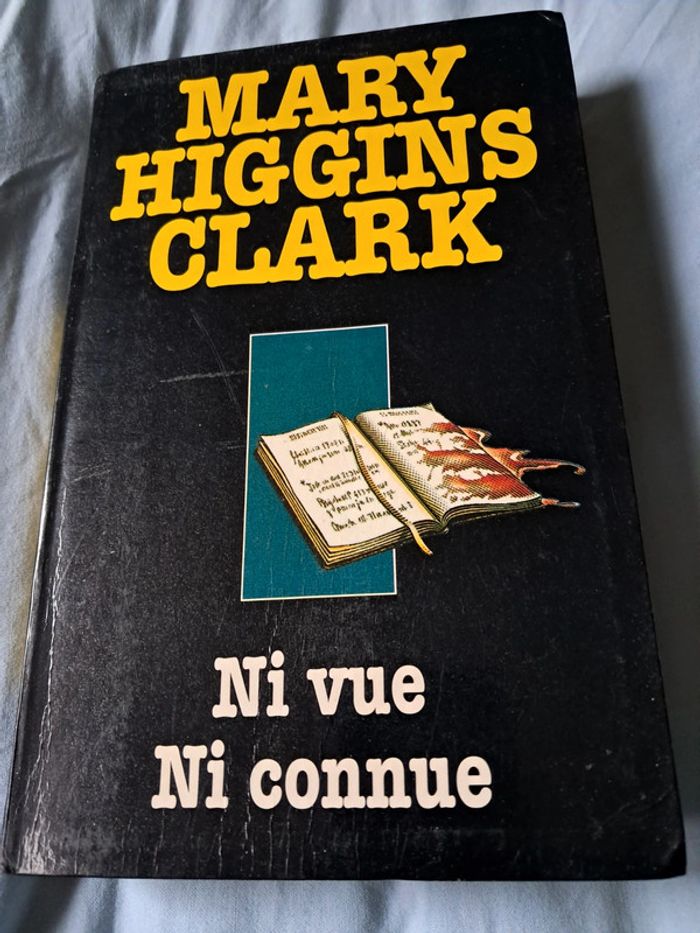 MARY
HIGGINS
CLARK
Ni vue
Ni connue